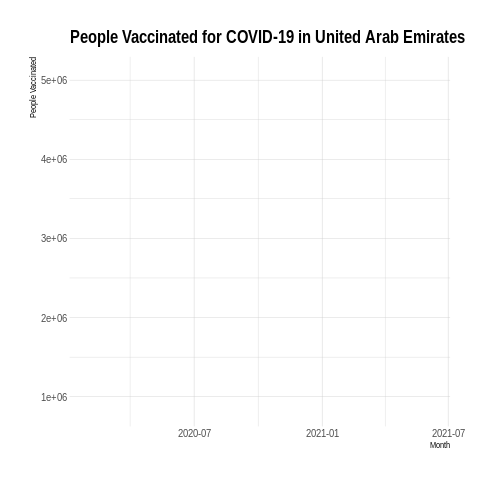 People Vaccinated for COVID-19 in United Arab Emirates
People Vaccinated
5e+06
4e+06
3e+06
2e+06
1e+06
2020-07 2021-01 2021-07
Month